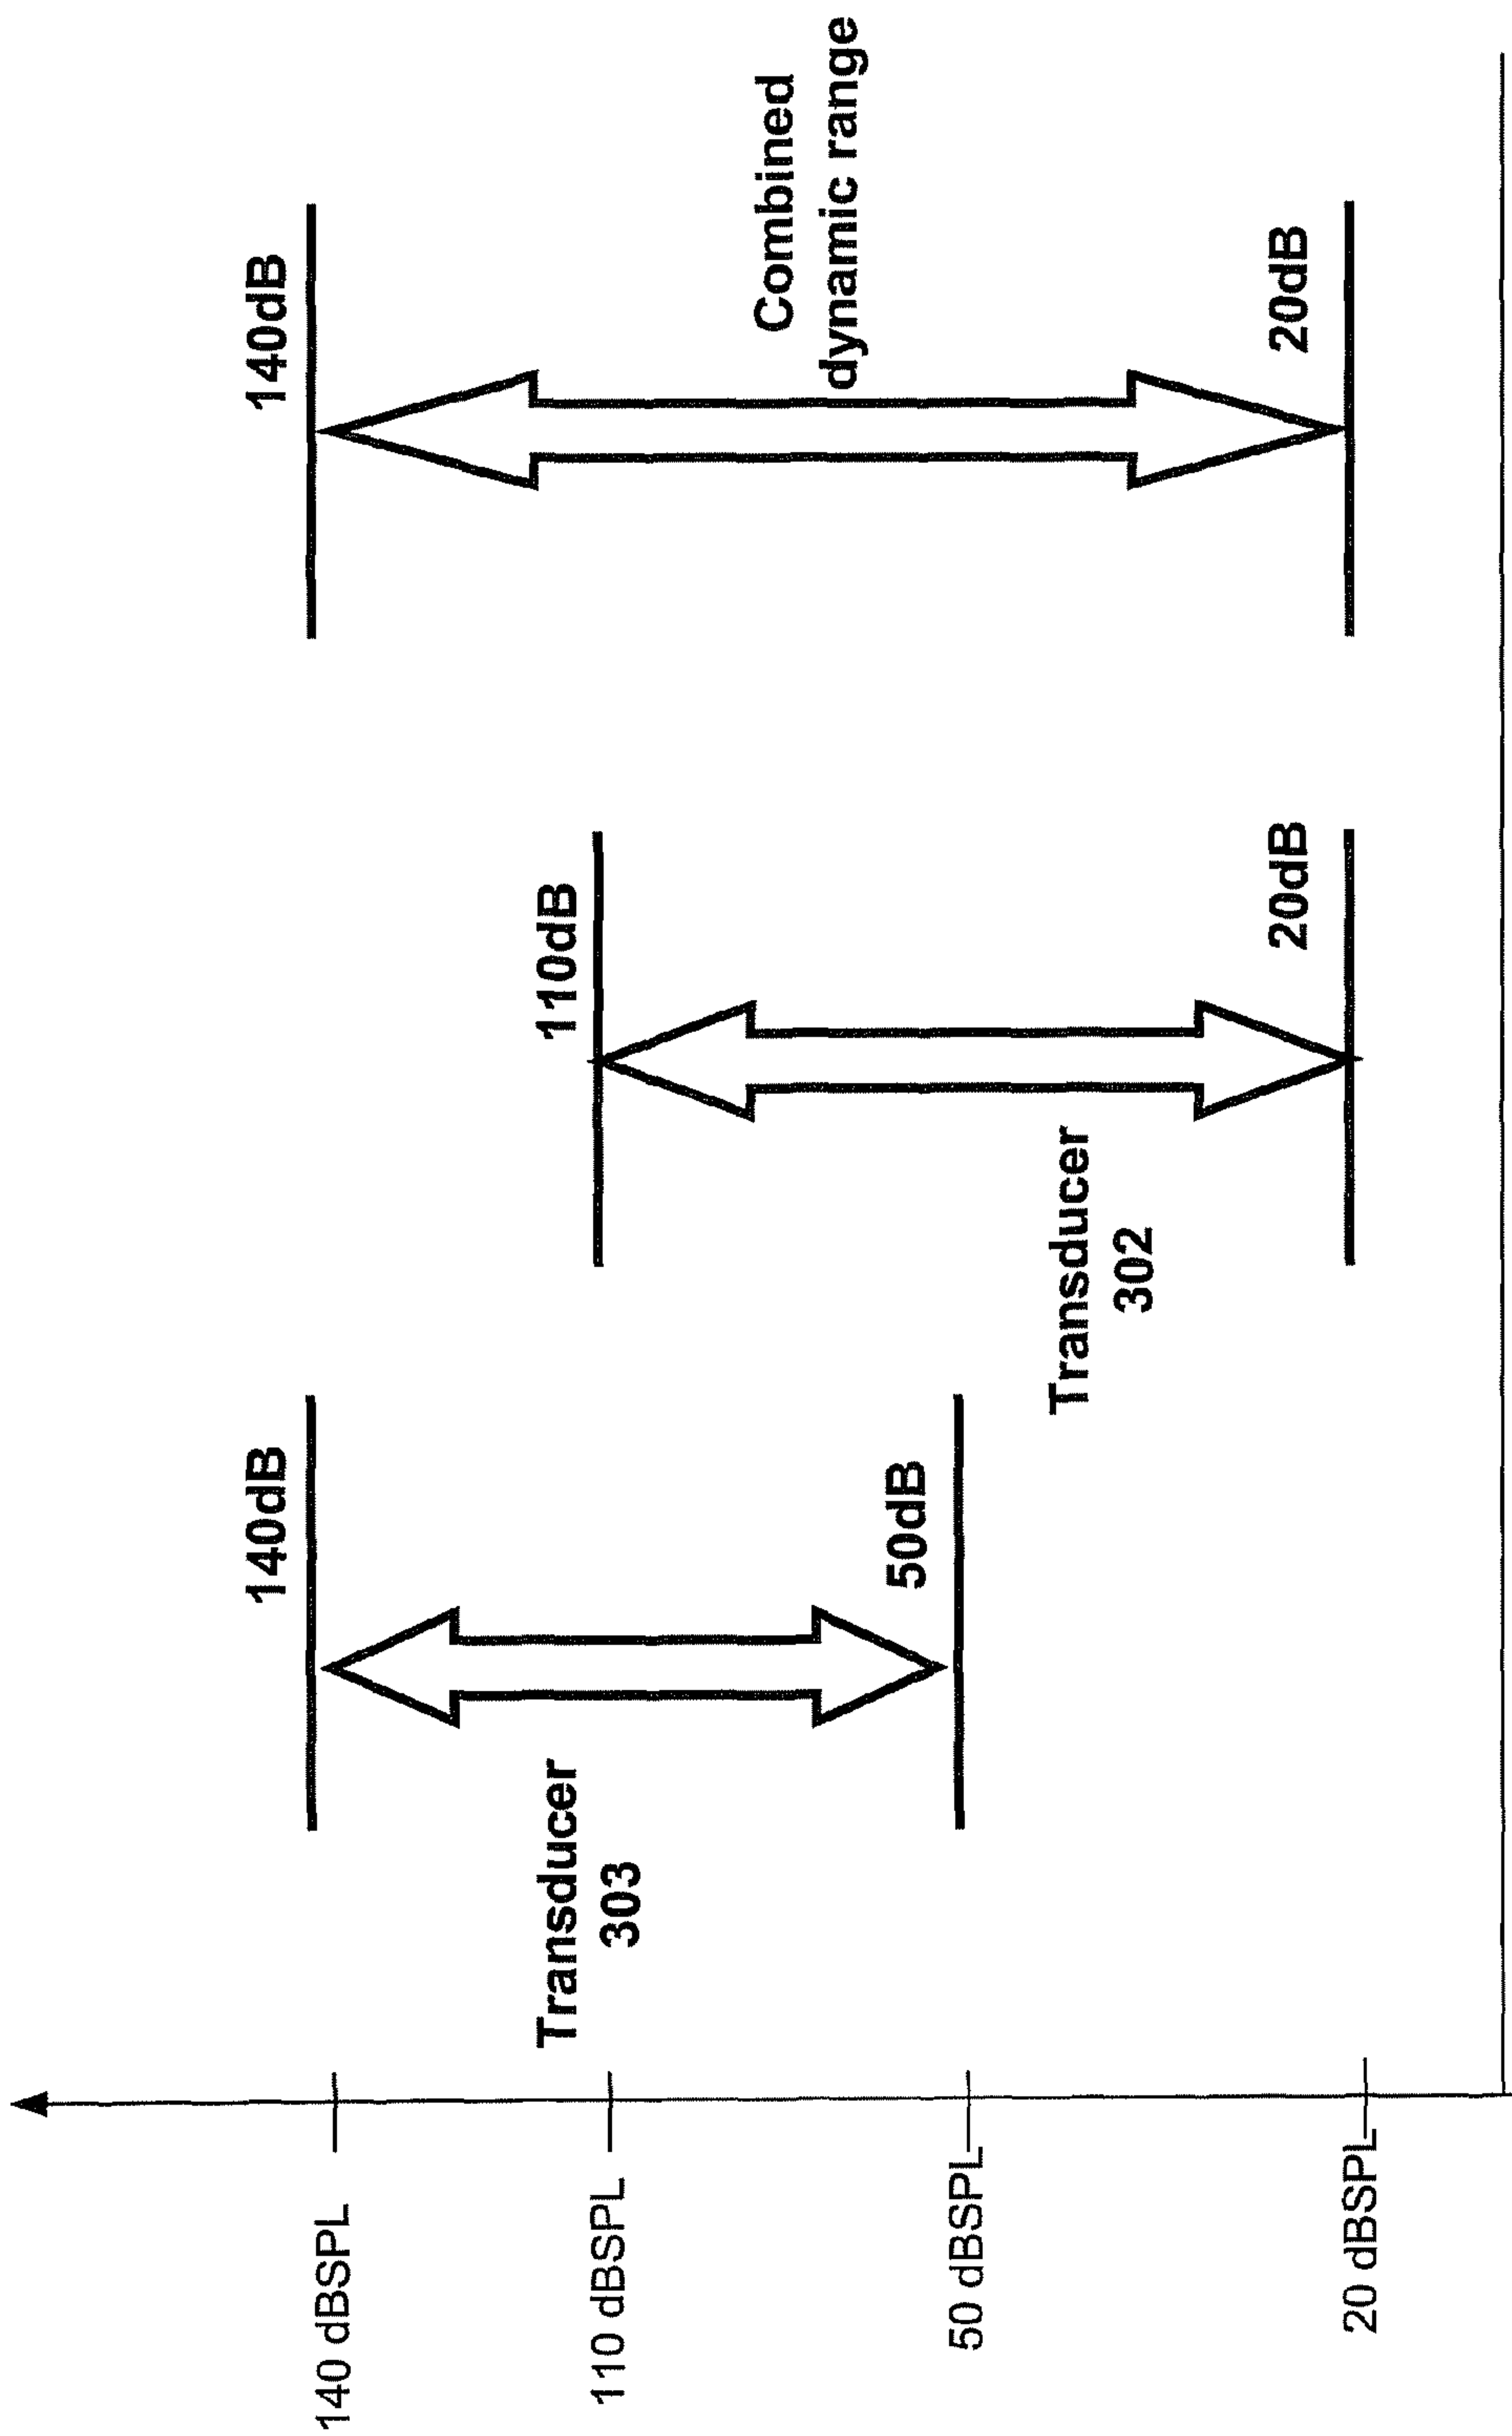 140 dBSPL
110 dBSPL
50 dBSPL
20 dBSPL
Transducer
303
140dB
50dB
Transducer
302
110dB
20dB
140dB
Combined
dynamic range
20dB